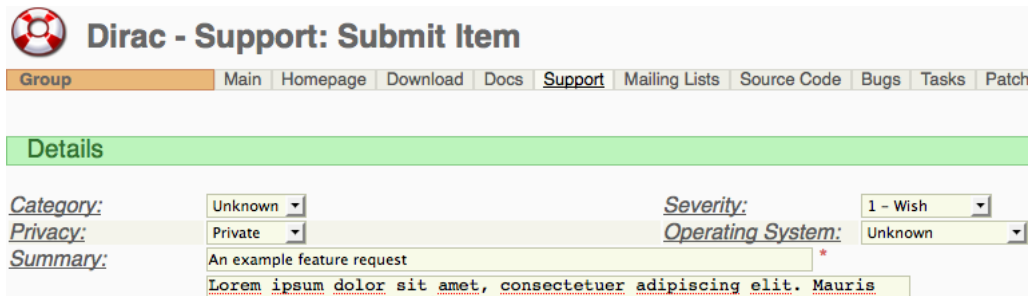 Dirac - Support: Submit Item
Group Main Homepage Download Docs Support Mailing Lists Source Code Bugs Tasks Patch
Details
Category: Unknown Severity: 1 - Wish
Privacy: Private Operating System: Unknown
Summary: An example feature request *
Lorem ipsum dolor sit amet, consectetuer adipiscing elit. Mauris